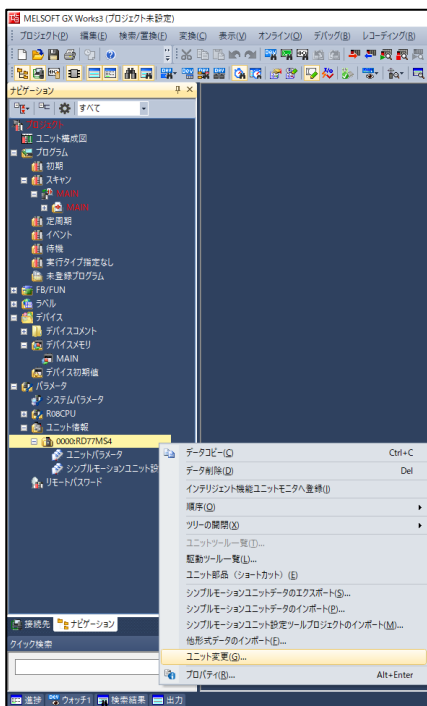 MELSOFT GX Works3 (プロジェクト未設定)
プロジェクト(P) 編集(E) 検索/置換(F) 変換(C) 表示(V) オンライン(O) デバッグ(B) レコーディング(R)
ナビゲーション
すべて
プロジェクト
ユニット構成図
プログラム
初期
スキャン
MAIN
MAIN
定周期
イベント
待機
実行タイプ指定なし
未登録プログラム
FB/FUN
ラベル
デバイス
デバイスコメント
デバイスメモリ
MAIN
デバイス初期値
パラメータ
システムパラメータ
R08CPU
ユニット情報
0000:RD77MS4
ユニットパラメータ
シンプルモーションユニット設
リモートパスワード
データコピー(C) Ctrl+C
データ削除(D) Del
インテリジェント機能ユニットモニタへ登録(I)
順序(O)
ツリーの開閉(X)
ユニットツール一覧(T)...
駆動ツール一覧(L)...
ユニット部品 (ショートカット) (E)
シンプルモーションユニットデータのエクスポート(S)...
シンプルモーションユニットデータのインポート(P)...
シンプルモーションユニット設定ツールプロジェクトのインポート(M)...
他形式データのインポート(F)...
ユニット変更(G)...
プロパティ(R)... Alt+Enter
接続先 ナビゲーション
クイック検索
進捗 ウォッチ1 検索結果 出力